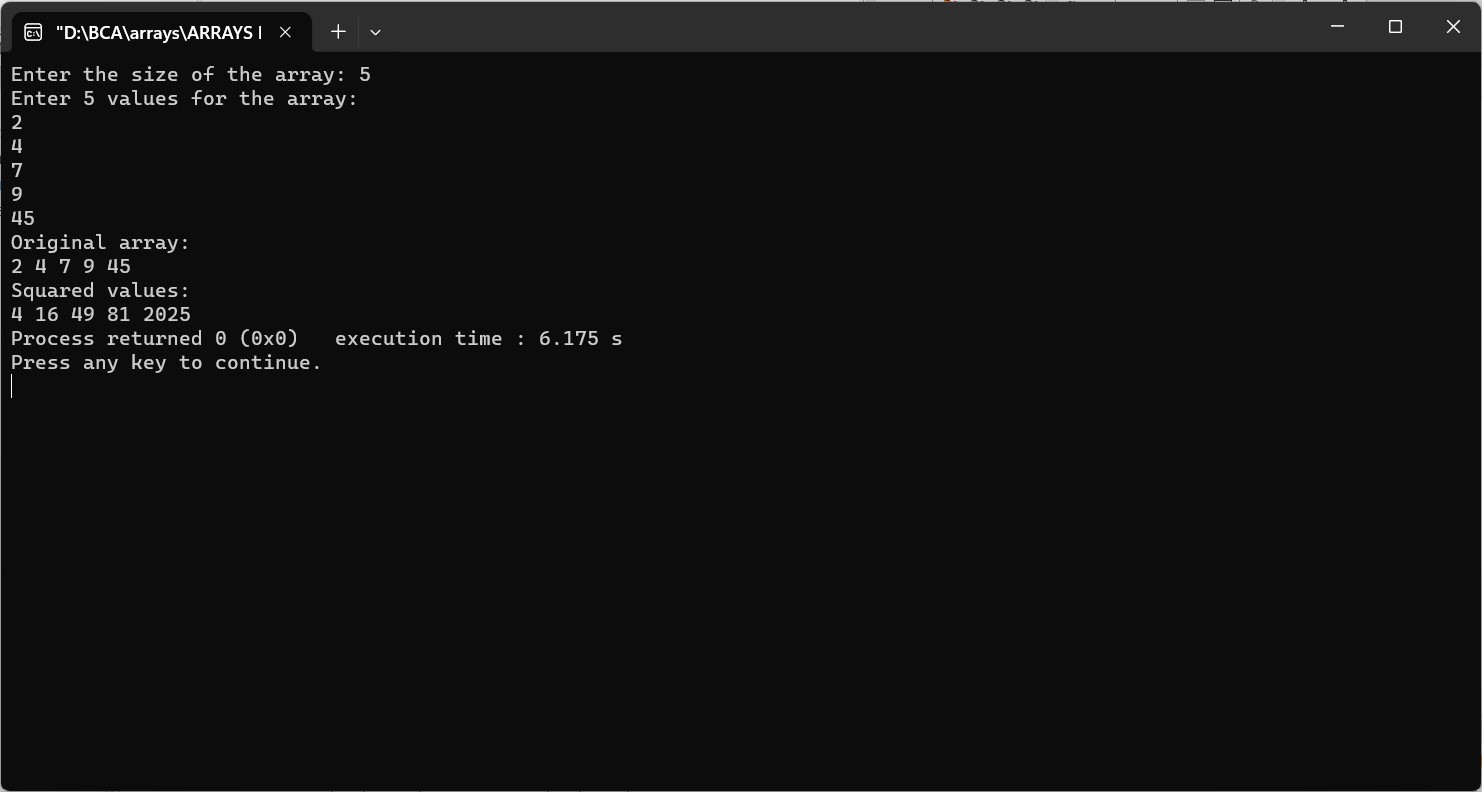 "D:\BCA\arrays\ARRAYS
Enter the size of the array: 5
Enter 5 values for the array:
2
4
7
9
45
Original array:
2 4 7 9 45
Squared values:
4 16 49 81 2025
Process returned 0 (0x0)   execution time : 6.175 s
Press any key to continue.